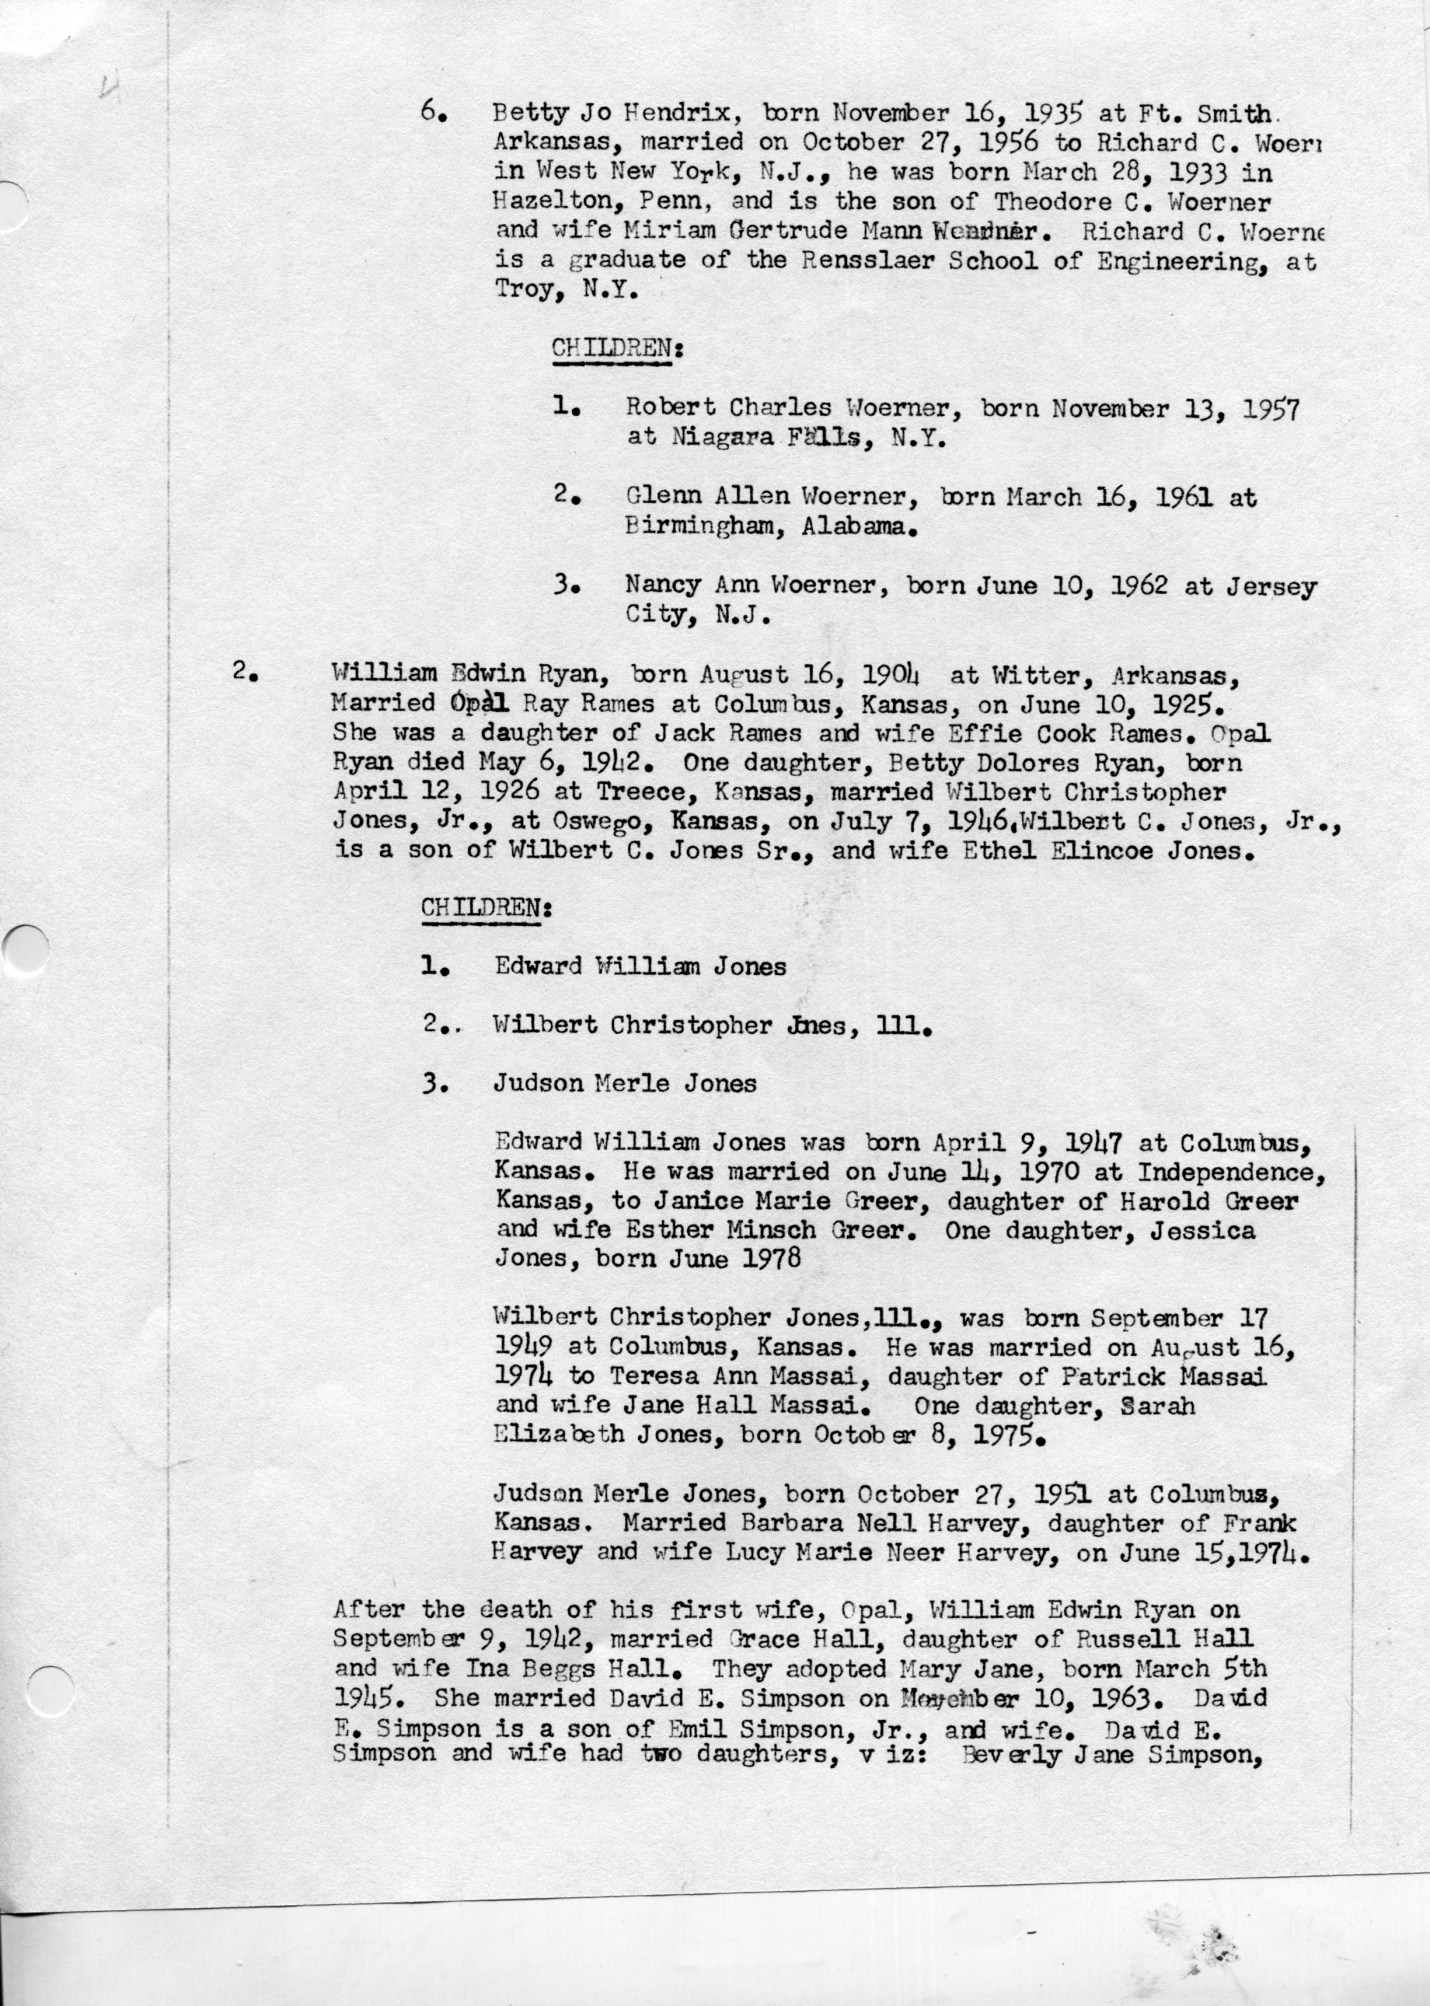 4
6. Betty Jo Hendrix, born November 16, 1935 at Ft. Smith.
Arkansas, married on October 27, 1956 to Richard C. Woern
in West New York, N.J., he was born March 28, 1933 in
Hazelton, Penn, and is the son of Theodore C. Woerner
and wife Miriam Gertrude Mann Richard C. Woerne
is a graduate of the Rensslaer School of Engineering, at
Troy, N.Y.
CHILDREN:
1. Robert Charles Woerner, born November 13, 1957
at Niagara Falls, N.Y.
2. Glenn Allen Woerner, born March 16, 1961 at
Birmingham, Alabama.
3. Nancy Ann Woerner, born June 10, 1962 at Jersey
City, N.J.
2. William Edwin Ryan, born August 16, 1904 at Witter, Arkansas,
Married Opal Ray Rames at Columbus, Kansas, on June 10, 1925.
She was a daughter of Jack Rames and wife Effie Cook Rames. Opal
Ryan died May 6, 1942. One daughter, Betty Dolores Ryan, born
April 12, 1926 at Treece, Kansas, married Wilbert Christopher
Jones, Jr., at Oswego, Kansas, on July 7, 1946,Wilbert C. Jones, Jr.,
is a son of Wilbert C. Jones Sr., and wife Ethel Elincoe Jones.
CHILDREN:
1. Edward William Jones
2.. Wilbert Christopher Jnes, lll.
3. Judson Merle Jones
Edward William Jones was born April 9, 1947 at Columbus,
Kansas. He was married on June 14, 1970 at Independence,
Kansas, to Janice Marie Greer, daughter of Harold Greer
and wife Esther Minsch Greer. One daughter, Jessica
Jones, born June 1978
Wilbert Christopher Jones,lll., was born September 17
1949 at Columbus, Kansas. He was married on August 16,
1974 to Teresa Ann Massai, daughter of Patrick Massai
and wife Jane Hall Massai. One daughter, Sarah
Elizabeth Jones, born October 8, 1975.
Judson Merle Jones, born October 27, 1951 at Columbus,
Kansas. Married Barbara Nell Harvey, daughter of Frank
Harvey and wife Lucy Marie Neer Harvey, on June 15,1974.
After the death of his first wife, Opal, William Edwin Ryan on
September 9, 1942, married Grace Hall, daughter of Russell Hall
and wife Ina Beggs Hall. They adopted Mary Jane, born March 5th
1945. She married David E. Simpson on 10, 1963. David
E. Simpson is a son of Emil Simpson, Jr., and wife. David E.
Simpson and wife had two daughters, v iz: Beverly Jane Simpson,